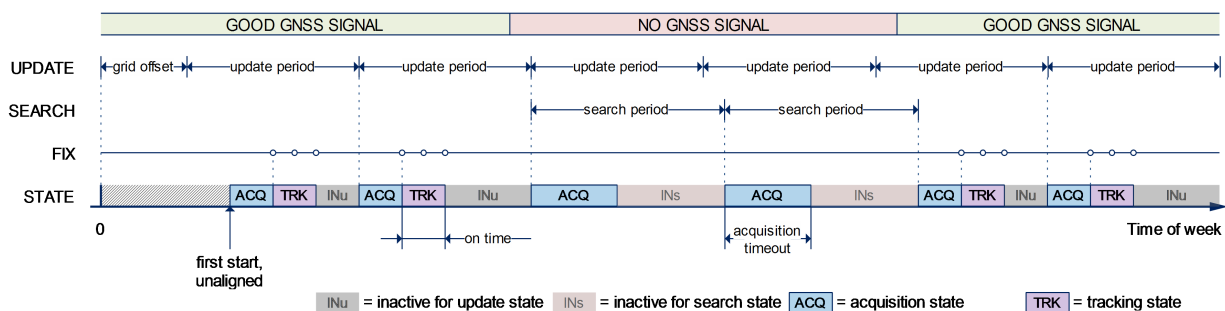 GOOD GNSS SIGNAL NO GNSS SIGNAL GOOD GNSS SIGNAL
UPDATE grid offset update period update period update period update period update period update period
SEARCH search period search period
FIX
STATE ACQ TRK INu ACQ TRK INu ACQ INs ACQ INs ACQ TRK INu ACQ TRK INu
0 on time acquisition timeout Time of week
first start,
unaligned
INu = inactive for update state INs = inactive for search state ACQ = acquisition state TRK = tracking state